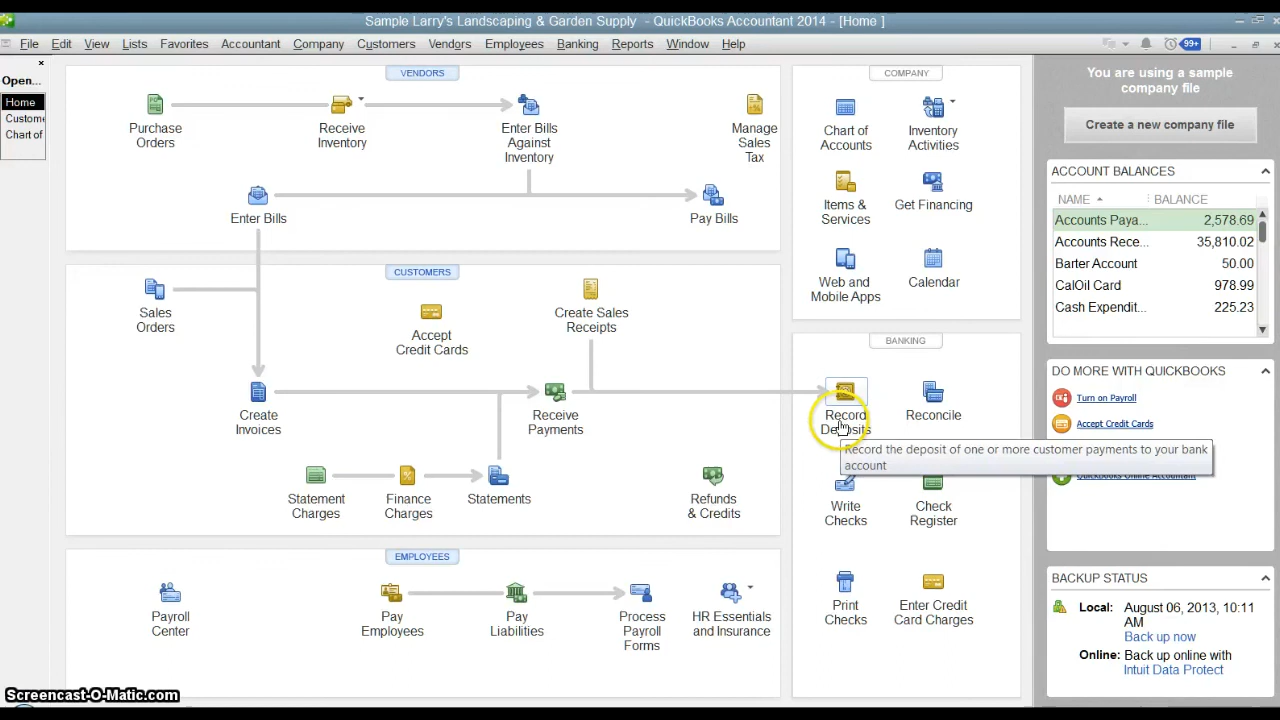 Sample Larry's Landscaping & Garden Supply - QuickBooks Accountant 2014 - [Home ]
File Edit View Lists Favorites Accountant Company Customers Vendors Employees Banking Reports Window Help
99+
Open...
Home
Custom
Chart of
VENDORS
Purchase
Orders
Receive
Inventory
Enter Bills
Against
Inventory
Manage
Sales
Tax
Enter Bills
Pay Bills
CUSTOMERS
Sales
Orders
Accept
Credit Cards
Create Sales
Receipts
Create
Invoices
Receive
Payments
Statement
Charges
Finance
Charges
Statements
Refunds
& Credits
EMPLOYEES
Payroll
Center
Pay
Employees
Pay
Liabilities
Process
Payroll
Forms
HR Essentials
and Insurance
COMPANY
Chart of
Accounts
Inventory
Activities
Items &
Services
Get Financing
Web and
Mobile Apps
Calendar
BANKING
Record
Deposits
Reconcile
Record the deposit of one or more customer payments to your bank
account
Write
Checks
Check
Register
Print
Checks
Enter Credit
Card Charges
You are using a sample
company file
Create a new company file
ACCOUNT BALANCES
NAME BALANCE
Accounts Paya... 2,578.69
Accounts Rece... 35,810.02
Barter Account 50.00
CalOil Card 978.99
Cash Expendit... 225.23
DO MORE WITH QUICKBOOKS
Turn on Payroll
Accept Credit Cards
QuickBooks Online Accountant
BACKUP STATUS
Local: August 06, 2013, 10:11
AM
Back up now
Online: Back up online with
Intuit Data Protect
Screencast-O-Matic.com